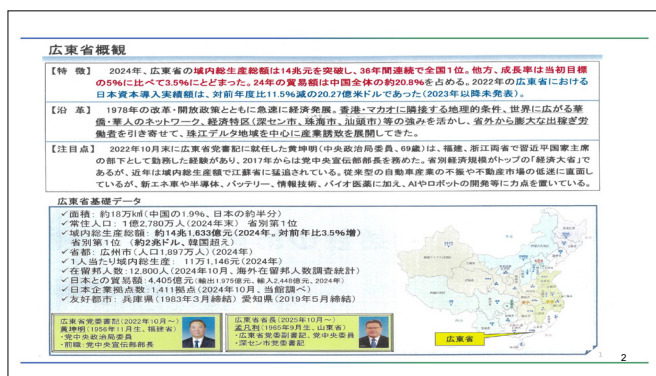 広東省概観
【特　徴】　2024年、広東省の域内総生産総額は14兆元を突破し、36年間連続で全国１位。他方、成長率は当初目標
の5％に比べて3.5％にとどまった。24年の貿易額は中国全体の約20.8％を占める。2022年の広東省における
日本資本導入実績額は、対前年度比11.5％減の20.27億米ドルであった（2023年以降未発表）。
【沿　革】　1978年の改革・開放政策とともに急速に経済発展。香港・マカオに隣接する地理的条件、世界に広がる華
僑・華人のネットワーク、経済特区（深セン市、珠海市、汕頭市）等の強みを活かし、省外から膨大な出稼ぎ労
働者を引き寄せて、珠江デルタ地域を中心に産業誘致を展開してきた。
【注目点】　2022年10月末に広東省党委書記に就任した黄坤明（中央政治局委員、69歳）は、福建、浙江両省で習近平国家主席
の部下として勤務した経験があり、2017年からは党中央宣伝部部長を務めた。省別経済規模がトップの「経済大省」で
あるが、近年は域内総生産額で江蘇省に猛追されている。従来型の自動車産業の不振や不動産市場の低迷に直面し
ているが、新エネ車や半導体、バッテリー、情報技術、バイオ医薬に加え、AIやロボットの開発等に力点を置いている。
広東省基礎データ
✓面積：約18万㎢（中国の1.9％、日本の約半分）
✓常住人口：1億2,780万人（2024年末）　省別第１位
✓域内総生産総額：約14兆1,633元（2024年。対前年比3.5％増）
省別第１位　（約2兆ドル、韓国超え）
✓省都：広州市（人口1,897万人）（2024年）
✓１人当たり域内総生産：　11万1,146元（2024年）
✓在留邦人数：12,800人（2024年10月、海外在留邦人数調査統計）
✓日本との貿易額：4,405億元（輸出1,975億元、輸入2,448億元、2024年）
✓日本企業拠点数：1,411拠点（2024年10月、当館調べ）
✓友好都市：兵庫県（1983年3月締結）愛知県（2019年5月締結）
広東省党委書記（2022年10月～）
黄坤明（1956年11月生、福建省）
・党中央政治局委員
・前職：党中央宣伝部部長
広東省省長（2025年10月～）
孟凡利（1965年9月生、山東省）
・広東省党委副書記、党中央委員
・深セン市党委書記
広東省
1
2